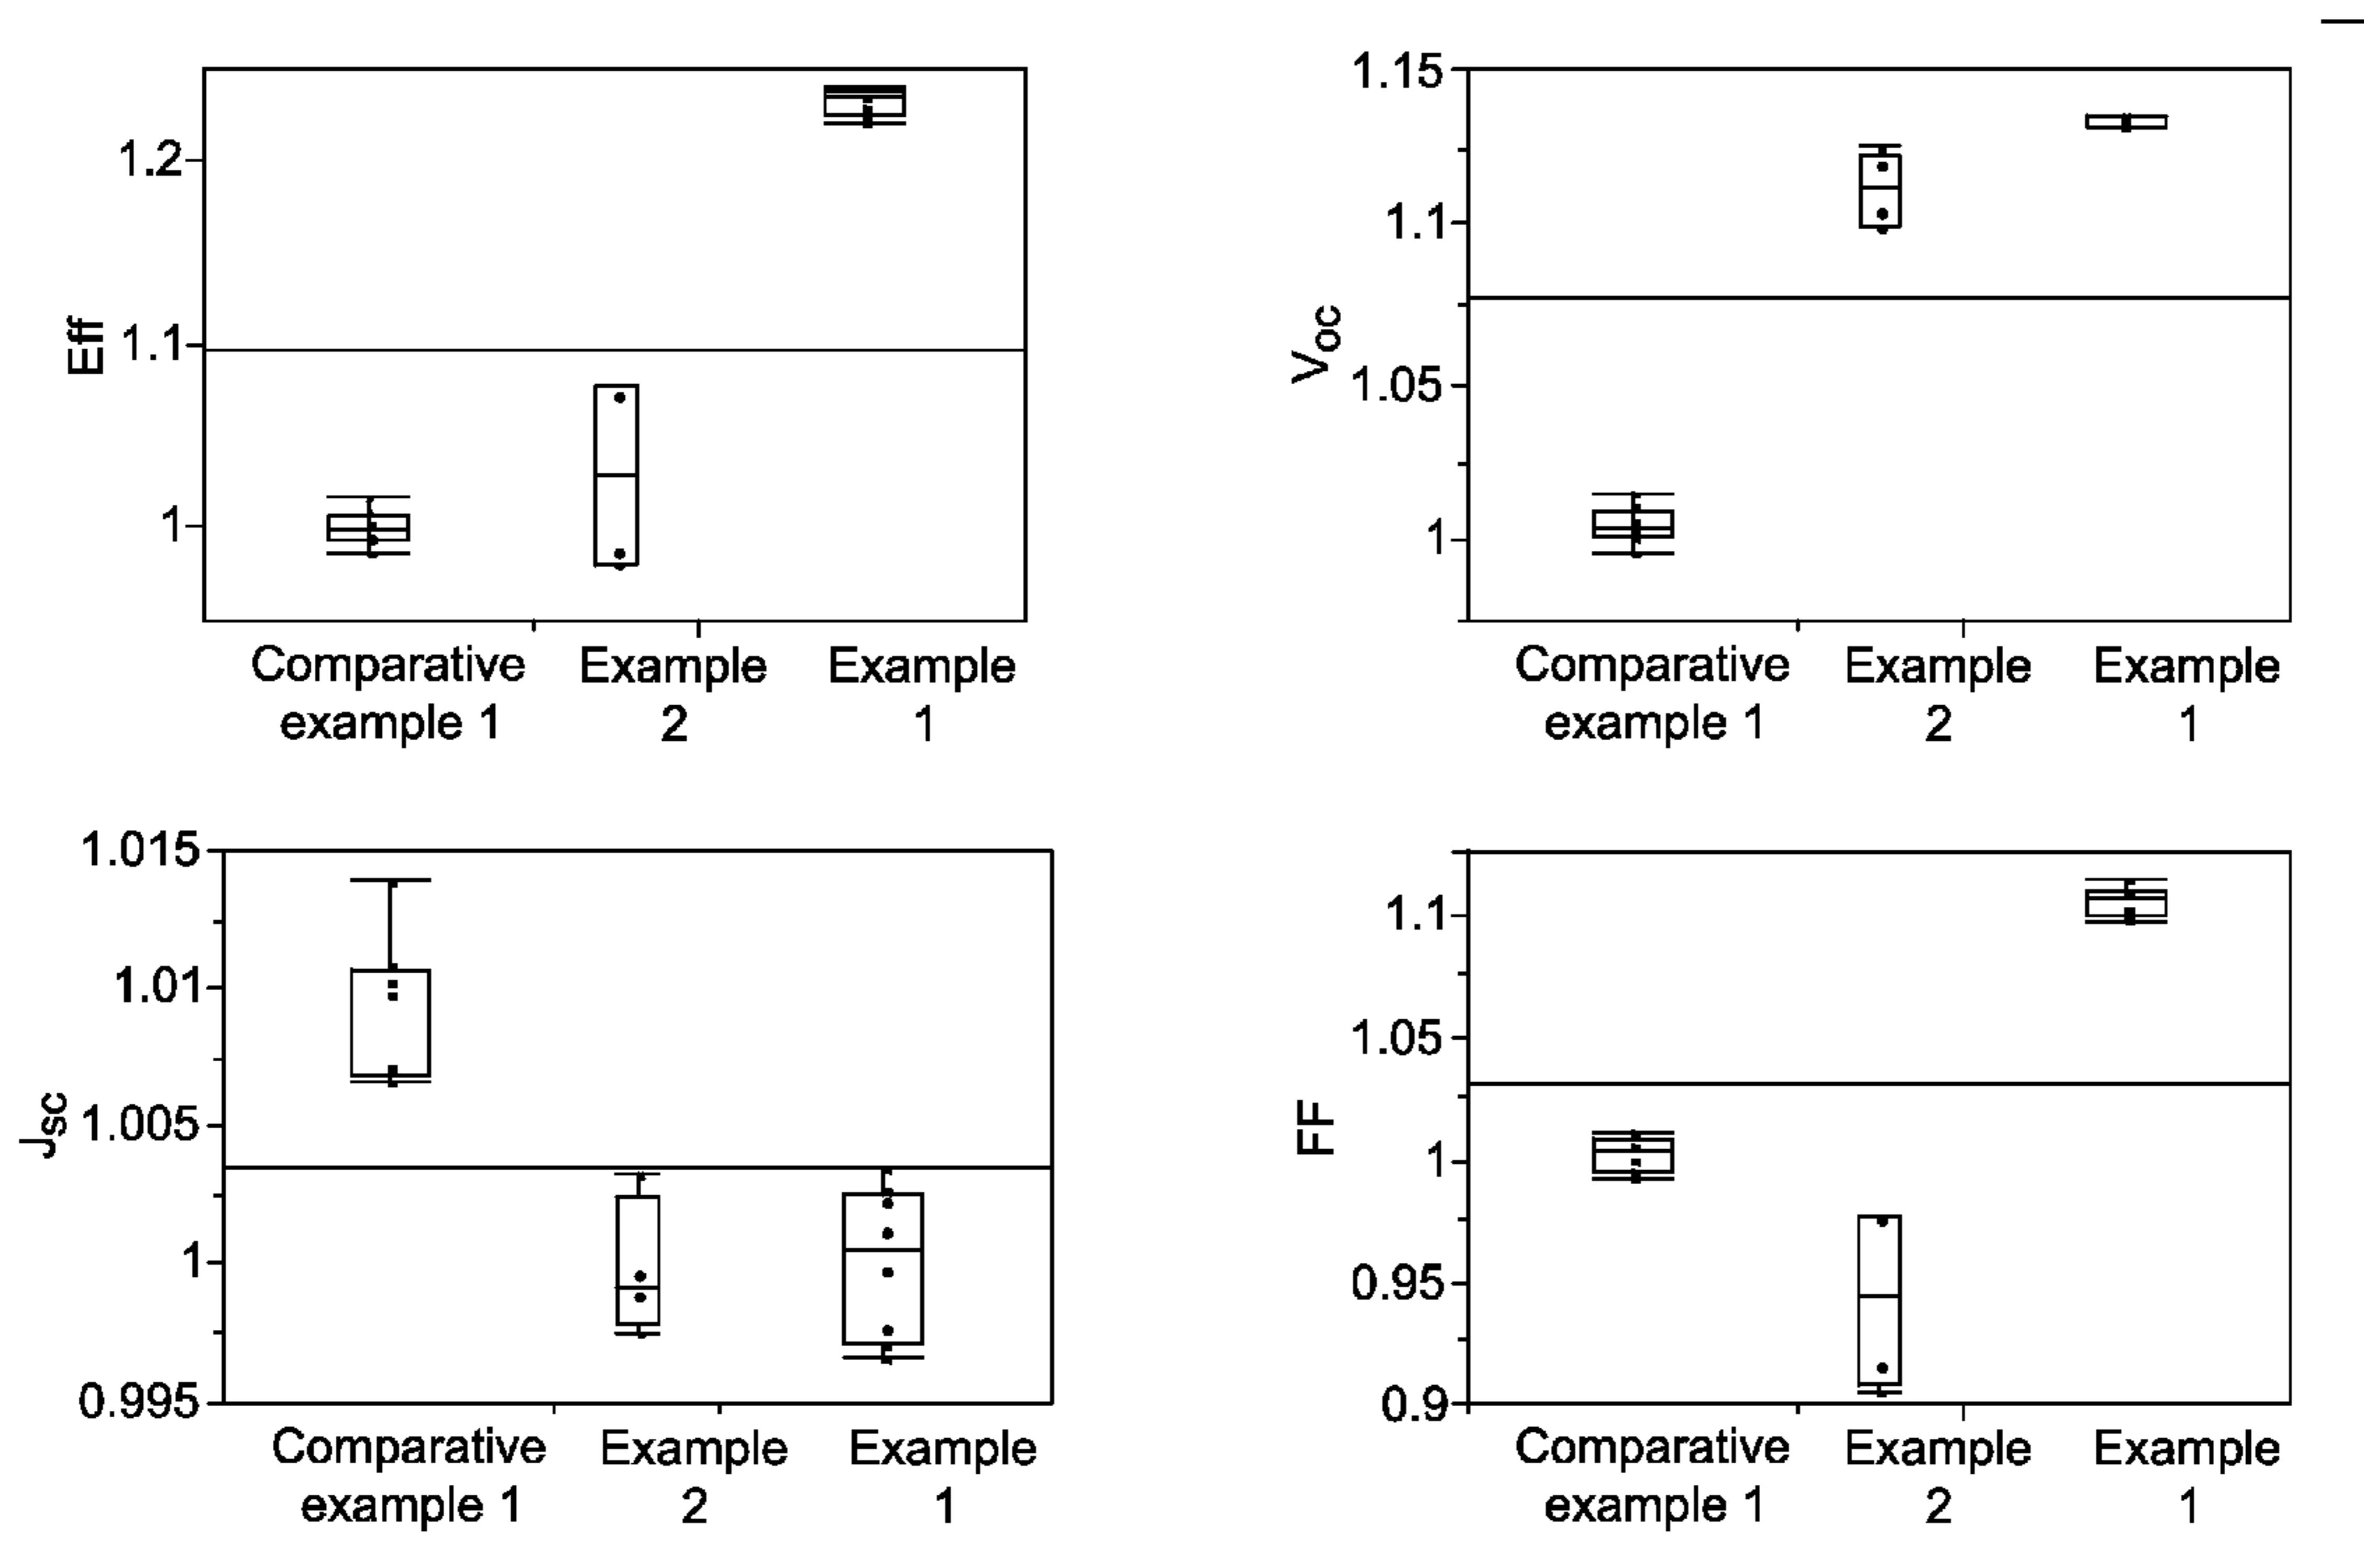 1.2
Eff
1.1
1
Comparative Example Example
example 1 2 1
1.15
1.1
Voc
1.05
1
Comparative Example Example
example 1 2 1
1.015
1.01
Jsc
1.005
1
0.995
Comparative Example Example
example 1 2 1
1.1
1.05
FF
1
0.95
0.9
Comparative Example Example
example 1 2 1